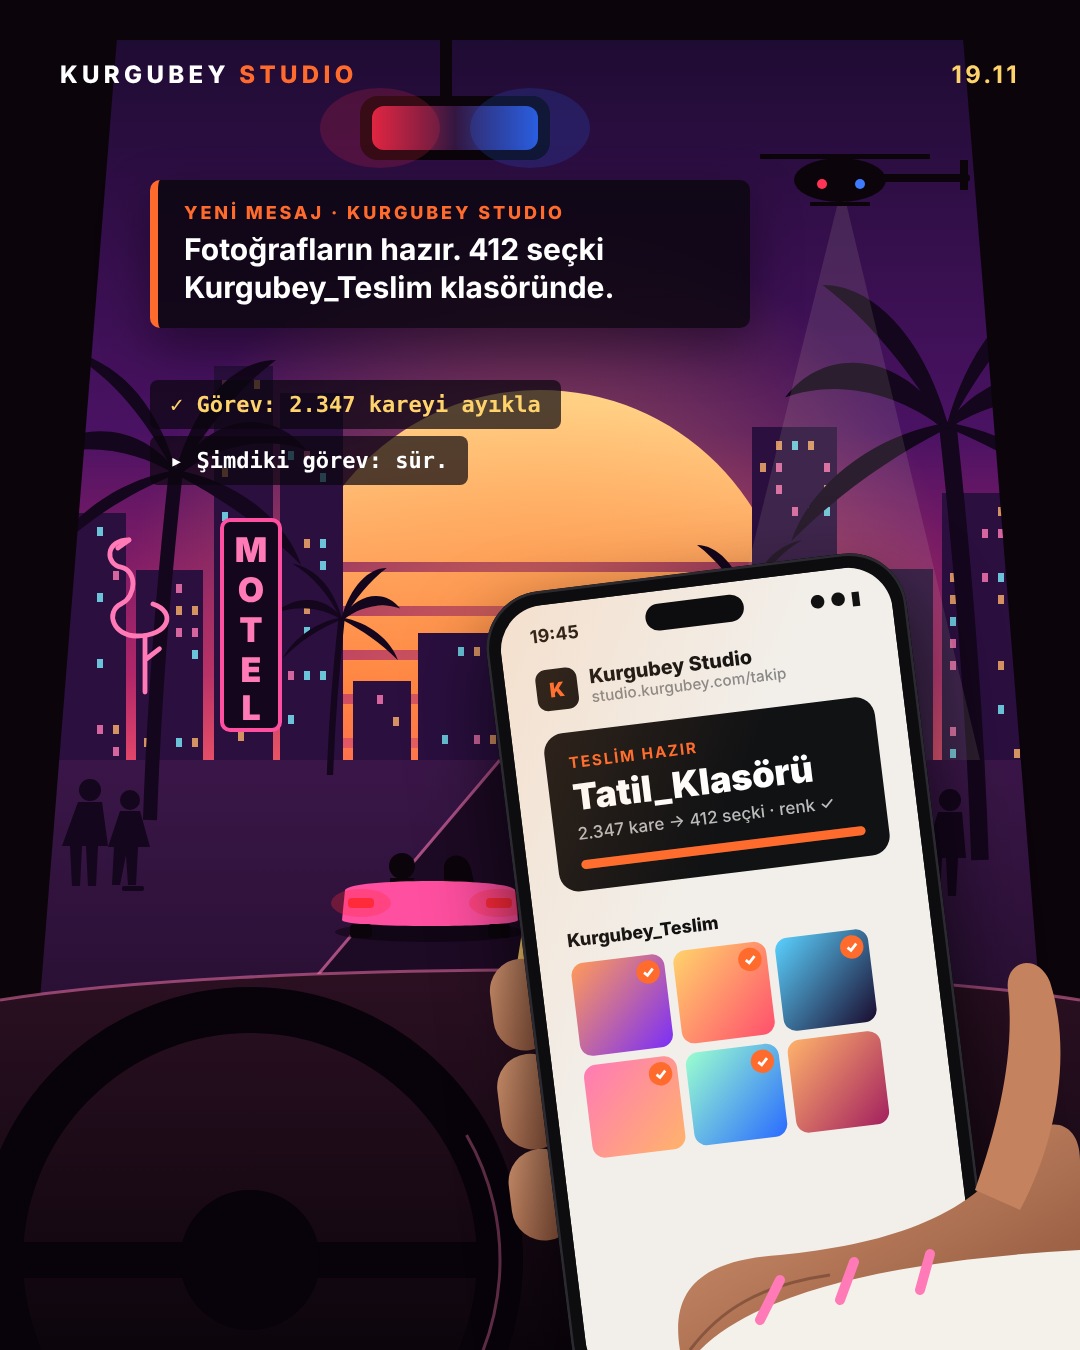 KURGUBEY STUDIO
19.11
YENİ MESAJ · KURGUBEY STUDIO
Fotoğrafların hazır. 412 seçki
Kurgubey_Teslim klasöründe.
✓ Görev: 2.347 kareyi ayıkla
▸ Şimdiki görev: sür.
MOTEL
19:45
K
Kurgubey Studio
studio.kurgubey.com/takip
TESLİM HAZIR
Tatil_Klasörü
2.347 kare → 412 seçki · renk ✓
Kurgubey_Teslim